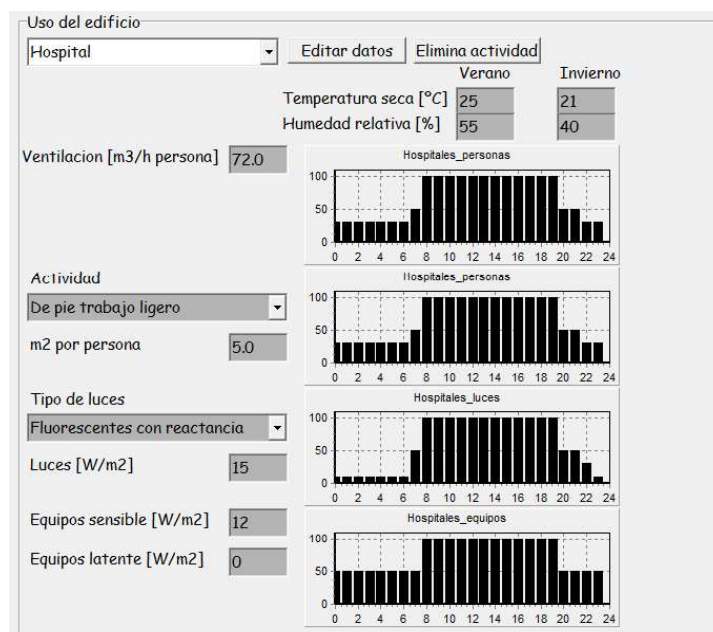 Uso del edificio
Hospital
Editar datos
Elimina actividad
Verano Invierno
Temperatura seca [ºC] 25 21
Humedad relativa [%] 55 40
Ventilacion [m3/h persona] 72.0
Hospitales_personas
100
50
0
0 2 4 6 8 10 12 14 16 18 20 22 24
Actividad
De pie trabajo ligero
m2 por persona 5.0
Hospitales_personas
100
50
0
0 2 4 6 8 10 12 14 16 18 20 22 24
Tipo de luces
Fluorescentes con reactancia
Luces [W/m2] 15
Hospitales_luces
100
50
0
0 2 4 6 8 10 12 14 16 18 20 22 24
Equipos sensible [W/m2] 12
Equipos latente [W/m2] 0
Hospitales_equipos
100
50
0
0 2 4 6 8 10 12 14 16 18 20 22 24